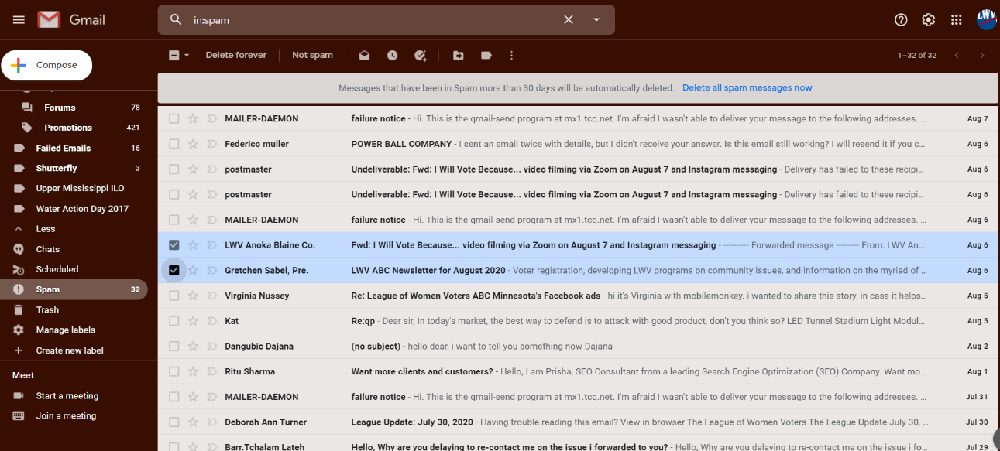 Gmail
in:spam
LWV
Compose
Delete forever
Not spam
1–32 of 32
Messages that have been in Spam more than 30 days will be automatically deleted. Delete all spam messages now
Forums 78
Promotions 421
Failed Emails 16
Shutterfly 3
Upper Mississippi ILO
Water Action Day 2017
Less
Chats
Scheduled
Spam 32
Trash
Manage labels
Create new label
Meet
Start a meeting
Join a meeting
MAILER-DAEMON failure notice - Hi. This is the qmail-send program at mx1.tcq.net. I'm afraid I wasn't able to deliver your message to the following addresses. ... Aug 7
Federico muller POWER BALL COMPANY - I sent an email twice with details, but I didn't receive your answer. Is this email still working? I will resend it if you c... Aug 6
postmaster Undeliverable: Fwd: I Will Vote Because... video filming via Zoom on August 7 and Instagram messaging - Delivery has failed to these recipi... Aug 6
postmaster Undeliverable: Fwd: I Will Vote Because... video filming via Zoom on August 7 and Instagram messaging - Delivery has failed to these recipi... Aug 6
MAILER-DAEMON failure notice - Hi. This is the qmail-send program at mx1.tcq.net. I'm afraid I wasn't able to deliver your message to the following addresses. ... Aug 6
LWV Anoka Blaine Co. Fwd: I Will Vote Because... video filming via Zoom on August 7 and Instagram messaging - ---------- Forwarded message --------- From: LWV An... Aug 6
Gretchen Sabel, Pre. LWV ABC Newsletter for August 2020 - Voter registration, developing LWV programs on community issues, and information on the myriad of ... Aug 6
Virginia Nussey Re: League of Women Voters ABC Minnesota's Facebook ads - hi it's Virginia with mobilemonkey. i wanted to share this story, in case it helps... Aug 5
Kat Re:qp - Dear sir, In today's market, the best way to defend is to attack with good product, don't you think so? LED Tunnel Stadium Light Modul... Aug 5
Dangubic Dajana (no subject) - hello dear, i want to tell you something now Dajana Aug 2
Ritu Sharma Want more clients and customers? - Hello, I am Prisha, SEO Consultant from a leading Search Engine Optimization (SEO) Company. Want mo... Aug 1
MAILER-DAEMON failure notice - Hi. This is the qmail-send program at mx1.tcq.net. I'm afraid I wasn't able to deliver your message to the following addresses. ... Jul 31
Deborah Ann Turner League Update: July 30, 2020 - Having trouble reading this email? View in browser The League of Women Voters The League Update July 30, ... Jul 30
Barr.Tchalam Lateh Hello, Why are you delaying to re-contact me on the issue i forwarded to you? - Hello, Why are you delaying to re-contact me on the issue i ... Jul 29